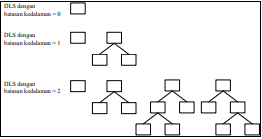 DLS dengan
batasan kedalaman = 0
DLS dengan
batasan kedalaman = 1
DLS dengan
batasan kedalaman = 2